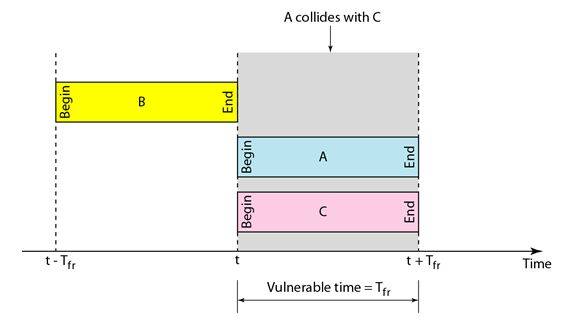 A collides with C
Begin B End
Begin A End
Begin C End
t - Tfr t t + Tfr Time
Vulnerable time = Tfr